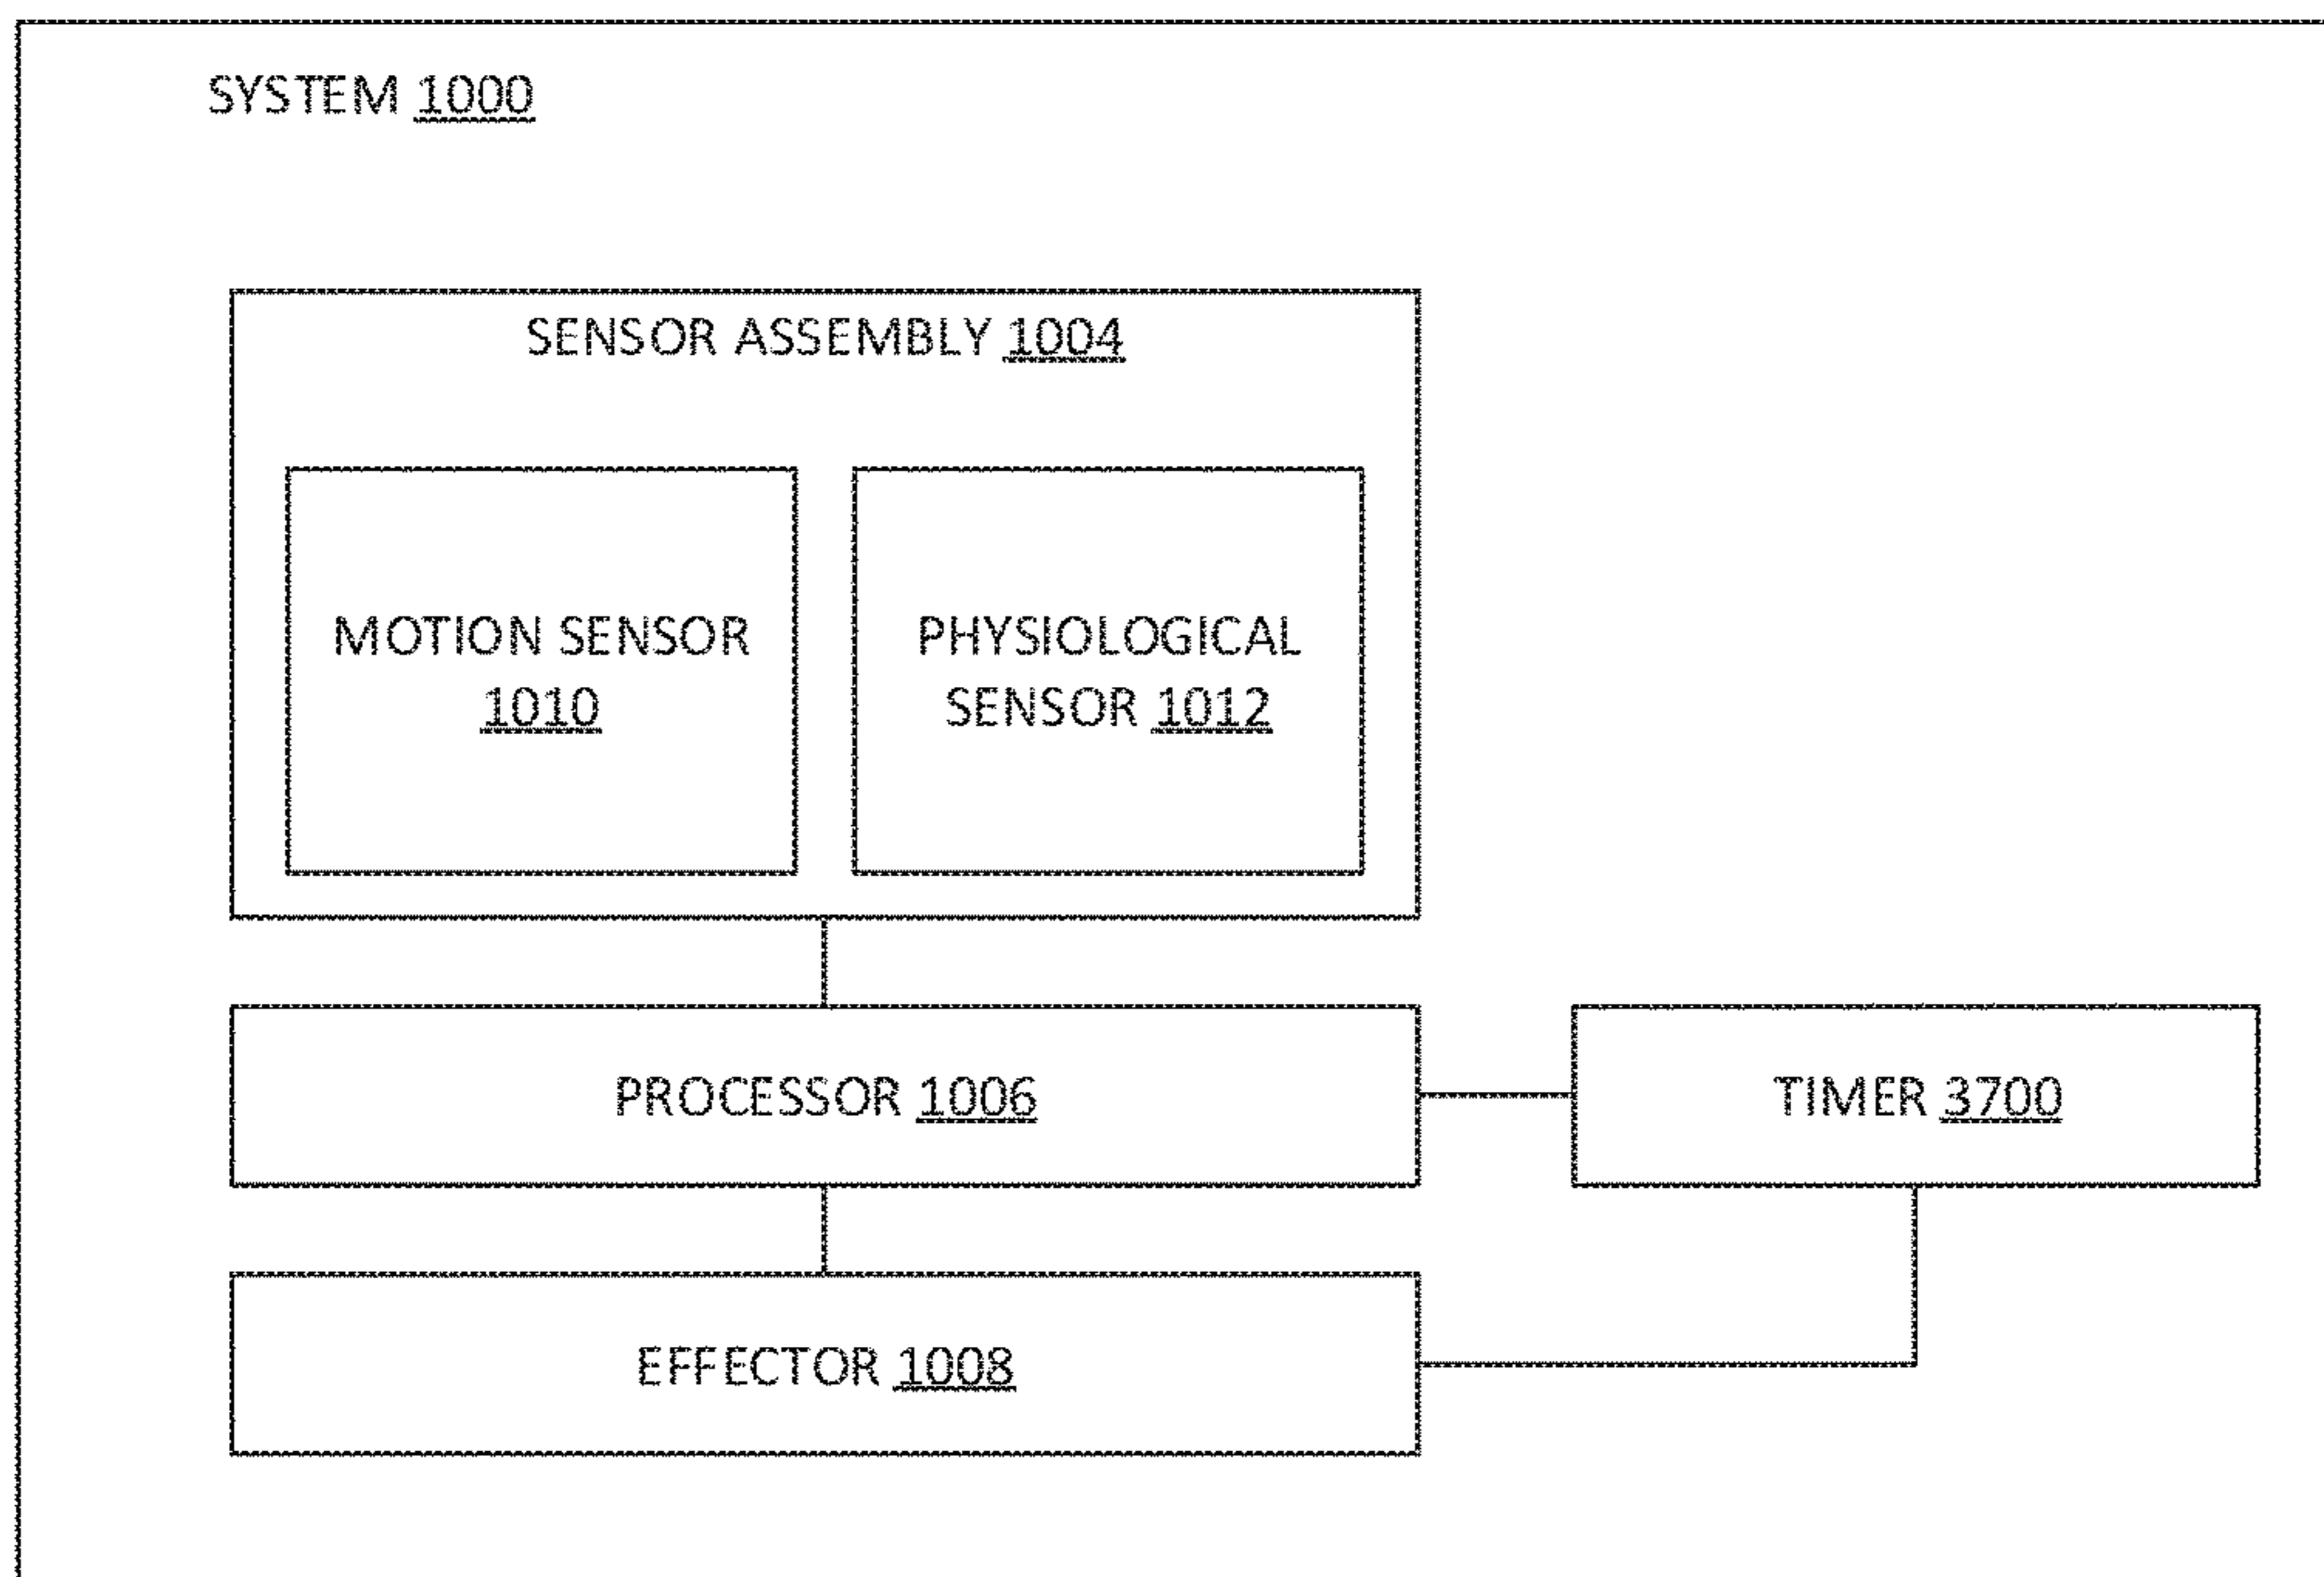 SYSTEM 1000
SENSOR ASSEMBLY 1004
MOTION SENSOR
1010
PHYSIOLOGICAL
SENSOR 1012
PROCESSOR 1006
TIMER 3700
EFFECTOR 1008